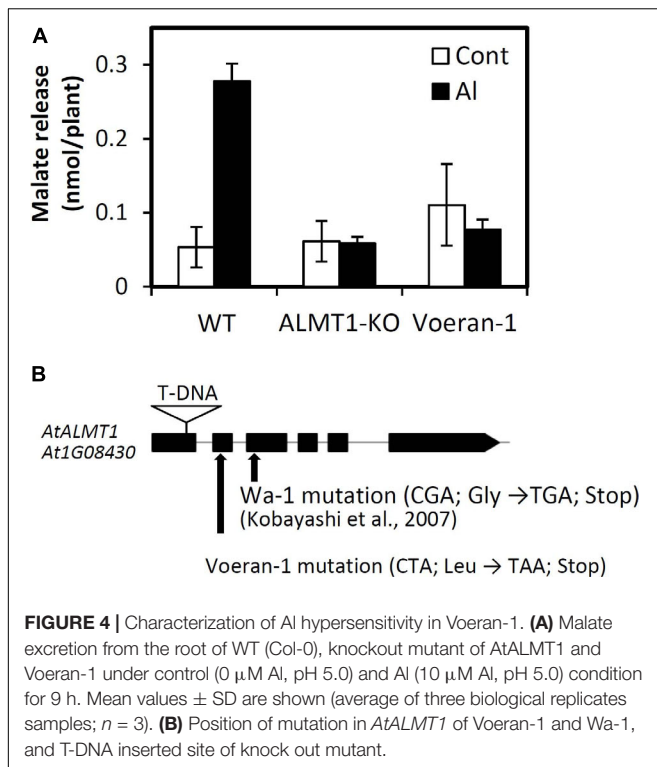 A
Malate release
(nmol/plant)
0.3
0.2
0.1
0
Cont
Al
WT
ALMT1-KO
Voeran-1
B
T-DNA
AtALMT1
At1G08430
Wa-1 mutation (CGA; Gly →TGA; Stop)
(Kobayashi et al., 2007)
Voeran-1 mutation (CTA; Leu → TAA; Stop)
FIGURE 4 | Characterization of Al hypersensitivity in Voeran-1. (A) Malate
excretion from the root of WT (Col-0), knockout mutant of AtALMT1 and
Voeran-1 under control (0 μM Al, pH 5.0) and Al (10 μM Al, pH 5.0) condition
for 9 h. Mean values ± SD are shown (average of three biological replicates
samples; n = 3). (B) Position of mutation in AtALMT1 of Voeran-1 and Wa-1,
and T-DNA inserted site of knock out mutant.